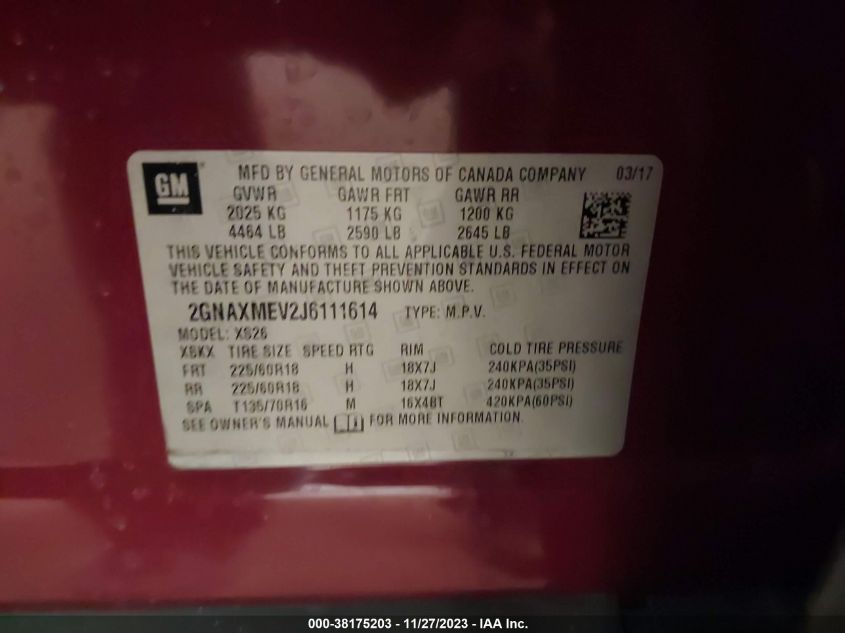 GM
MFD BY GENERAL MOTORS OF CANADA COMPANY 03/17
GVWR GAWR FRT GAWR RR
2025 KG 1175 KG 1200 KG
4464 LB 2590 LB 2645 LB
THIS VEHICLE CONFORMS TO ALL APPLICABLE U.S. FEDERAL MOTOR
VEHICLE SAFETY AND THEFT PREVENTION STANDARDS IN EFFECT ON
THE DATE OF MANUFACTURE SHOWN ABOVE.
2GNAXMEV2J6111614 TYPE: M.P.V.
MODEL: XS26
XSKX TIRE SIZE SPEED RTG RIM COLD TIRE PRESSURE
FRT 225/60R18 H 18X7J 240KPA(35PSI)
RR 225/60R18 H 18X7J 240KPA(35PSI)
SPA T135/70R16 M 16X4BT 420KPA(60PSI)
SEE OWNER'S MANUAL FOR MORE INFORMATION.
000-38175203 - 11/27/2023 - IAA Inc.